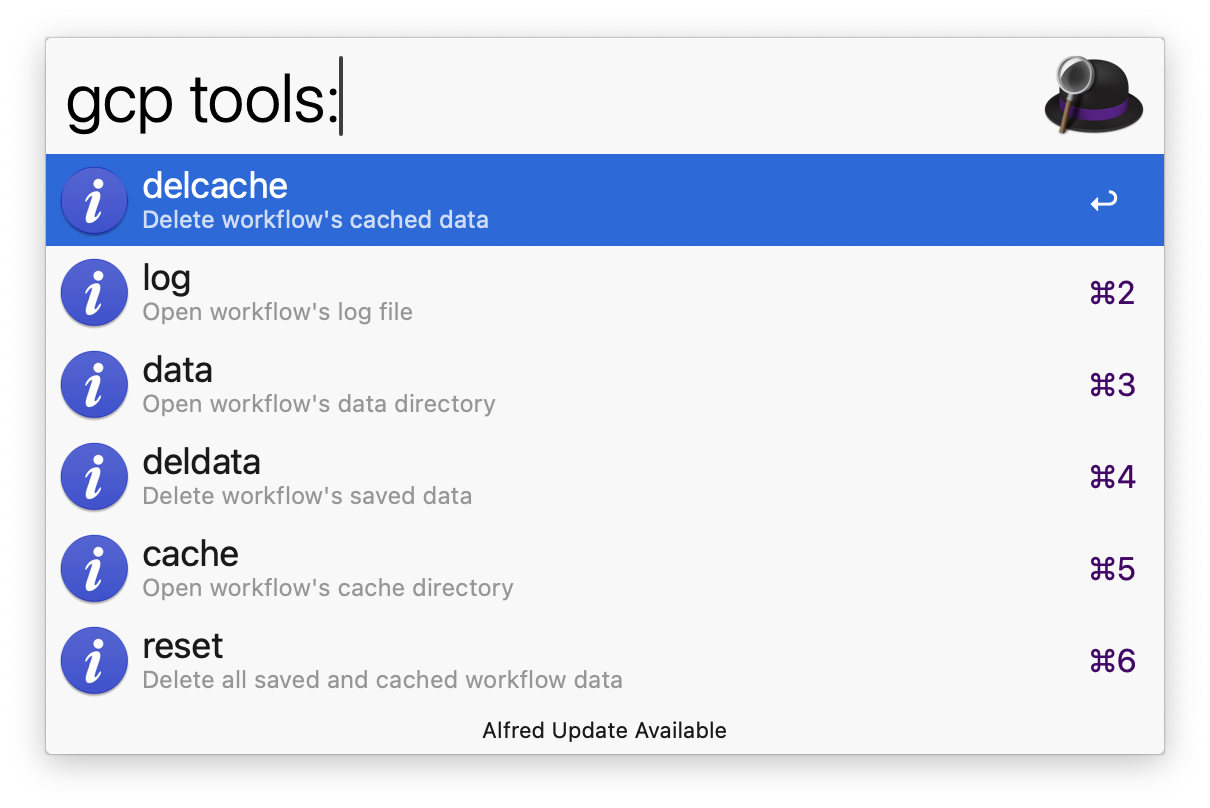 gcp tools:
delcache
Delete workflow's cached data
↩
log
Open workflow's log file
⌘2
data
Open workflow's data directory
⌘3
deldata
Delete workflow's saved data
⌘4
cache
Open workflow's cache directory
⌘5
reset
Delete all saved and cached workflow data
⌘6
Alfred Update Available